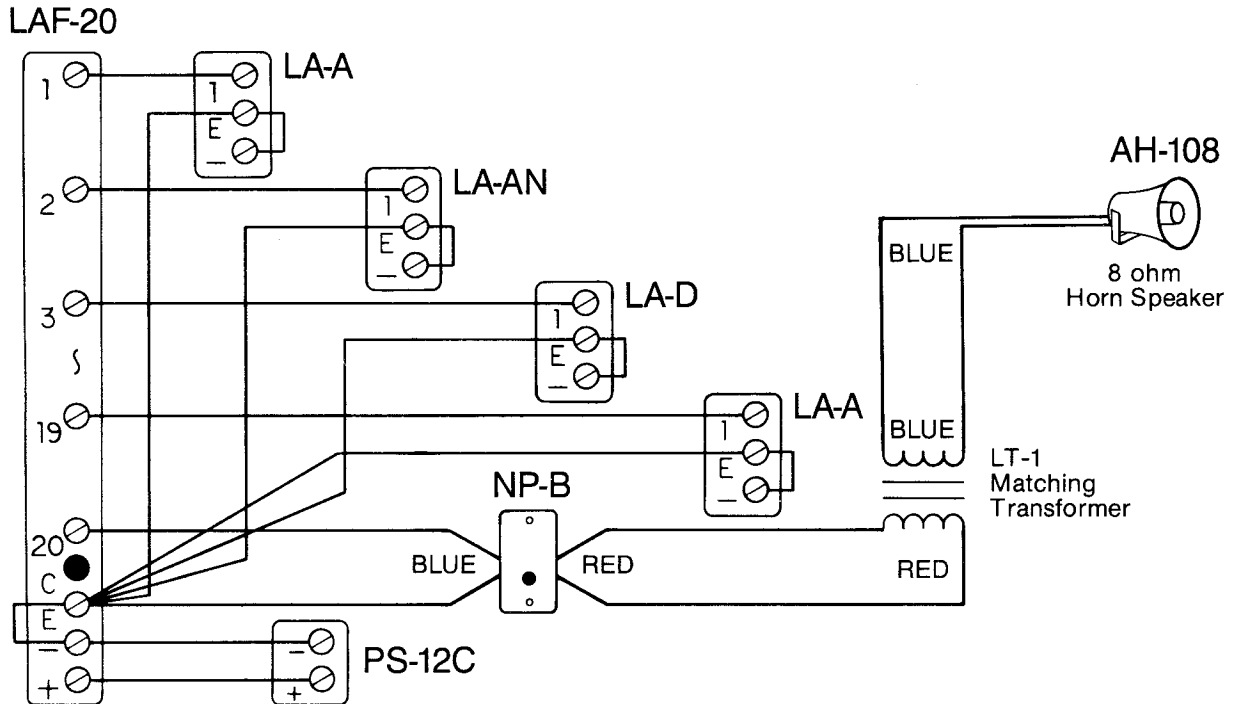 LAF-20
1
2
3
19
20
C
E
—
+
LA-A
1
E
—
LA-AN
1
E
—
LA-D
1
E
—
LA-A
1
E
—
NP-B
BLUE
RED
PS-12C
-
+
AH-108
8 ohm
Horn Speaker
BLUE
BLUE
LT-1
Matching
Transformer
RED